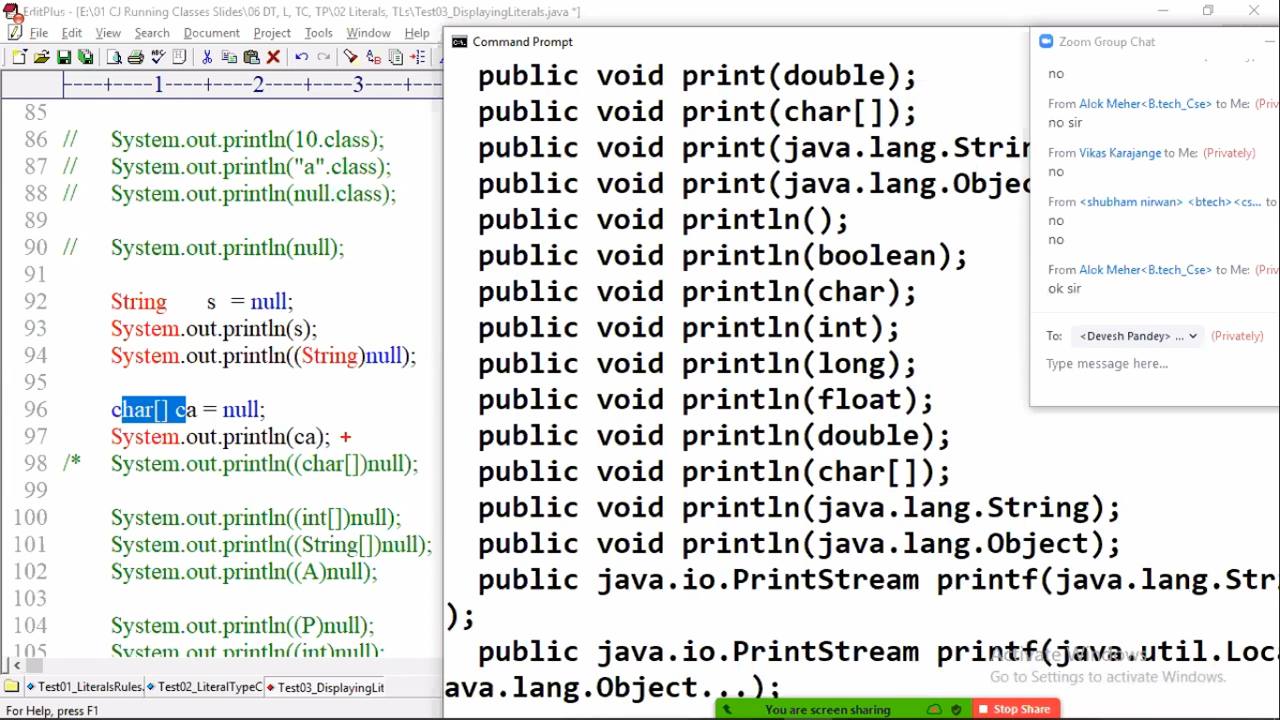 EditPlus - [E:\01 CJ Running Classes Slides\06 DT, L, TC, TP\02 Literals, TLs\Test03_DisplayingLiterals.java *]
File Edit View Search Document Project Tools Window Help
----+----1----+----2----+----3----+
85
86 // System.out.println(10.class);
87 // System.out.println("a".class);
88 // System.out.println(null.class);
89
90 // System.out.println(null);
91
92 String s = null;
93 System.out.println(s);
94 System.out.println((String)null);
95
96 char[] ca = null;
97 System.out.println(ca); +
98 /* System.out.println((char[])null);
99
100 System.out.println((int[])null);
101 System.out.println((String[])null);
102 System.out.println((A)null);
103
104 System.out.println((P)null);
105 System.out.println((int)null);
Test01_LiteralsRules. Test02_LiteralTypeC Test03_DisplayingLit
For Help, press F1
Command Prompt
public void print(double);
public void print(char[]);
public void print(java.lang.Strin
public void print(java.lang.Objec
public void println();
public void println(boolean);
public void println(char);
public void println(int);
public void println(long);
public void println(float);
public void println(double);
public void println(char[]);
public void println(java.lang.String);
public void println(java.lang.Object);
public java.io.PrintStream printf(java.lang.Str
);
public java.io.PrintStream printf(java.util.Loc
ava.lang.Object...);
Zoom Group Chat
no
From Alok Meher<B.tech_Cse> to Me: (Priv
no sir
From Vikas Karajange to Me: (Privately)
no
From <shubham nirwan> <btech><cs... to
no
no
From Alok Meher<B.tech_Cse> to Me: (Priv
ok sir
To: <Devesh Pandey> ... (Privately)
Type message here...
Activate Windows
Go to Settings to activate Windows.
You are screen sharing Stop Share